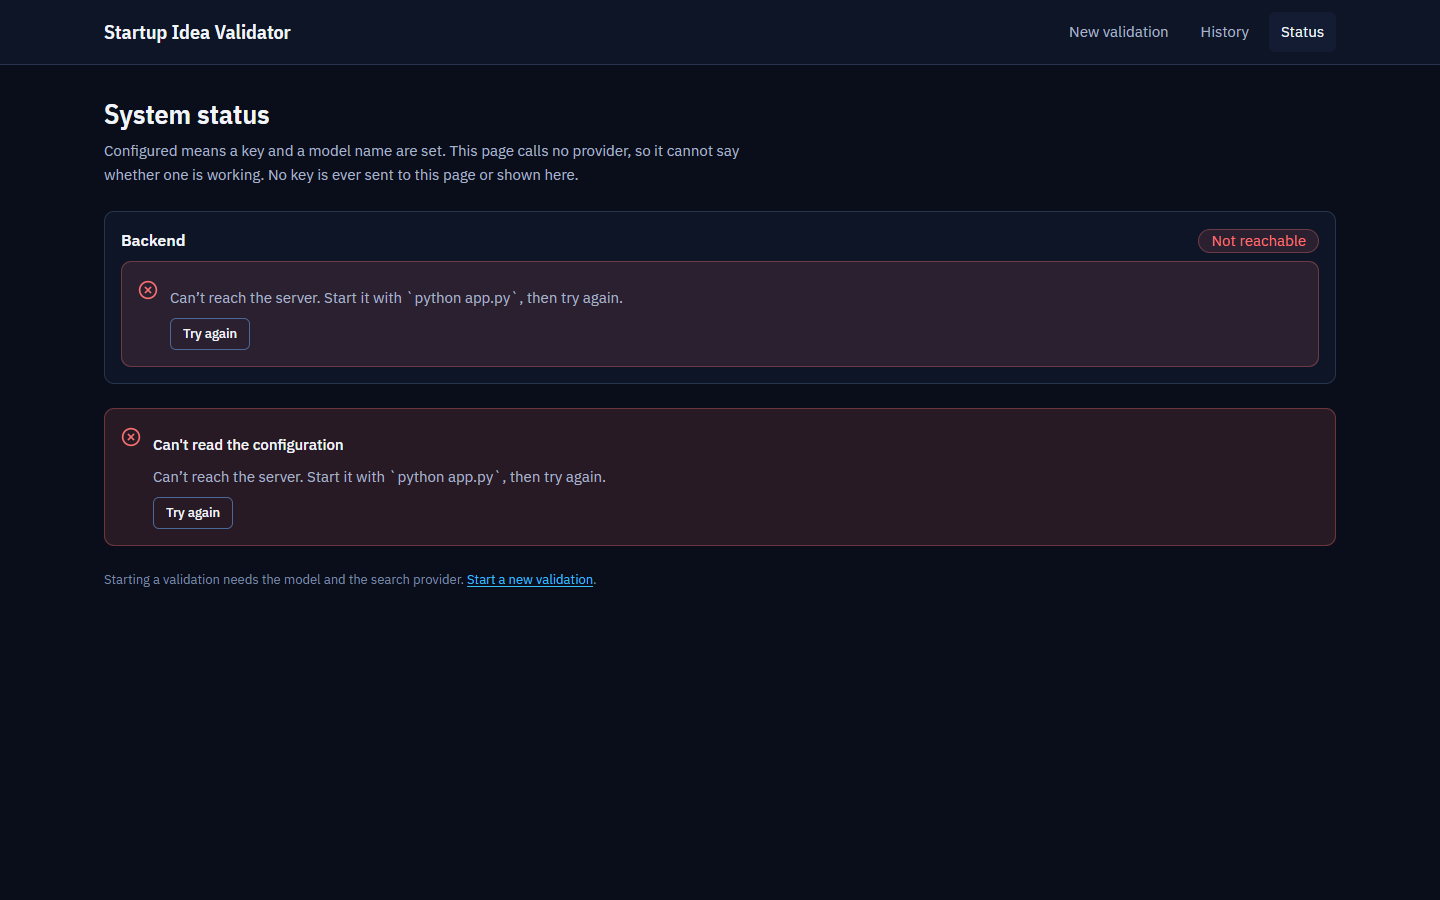 Startup Idea Validator
New validation
History
Status
System status
Configured means a key and a model name are set. This page calls no provider, so it cannot say
whether one is working. No key is ever sent to this page or shown here.
Backend
Not reachable
Can’t reach the server. Start it with `python app.py`, then try again.
Try again
Can't read the configuration
Can’t reach the server. Start it with `python app.py`, then try again.
Try again
Starting a validation needs the model and the search provider. Start a new validation.